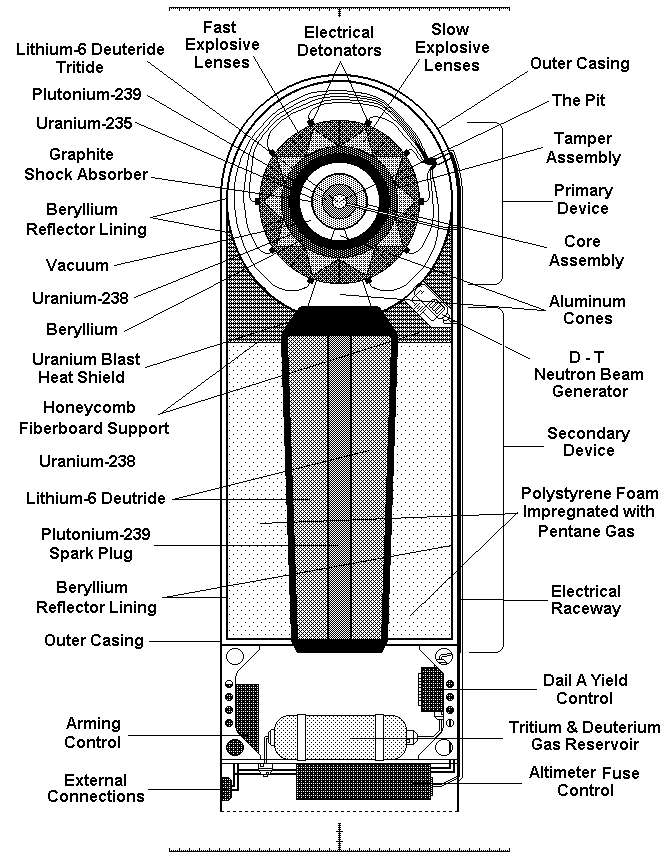 Fast
Explosive
Lenses
Electrical
Detonators
Slow
Explosive
Lenses
Lithium-6 Deuteride
Tritide
Plutonium-239
Uranium-235
Graphite
Shock Absorber
Beryllium
Reflector Lining
Vacuum
Uranium-238
Beryllium
Uranium Blast
Heat Shield
Honeycomb
Fiberboard Support
Uranium-238
Lithium-6 Deutride
Plutonium-239
Spark Plug
Beryllium
Reflector Lining
Outer Casing
Arming
Control
External
Connections
Outer Casing
The Pit
Tamper
Assembly
Primary
Device
Core
Assembly
Aluminum
Cones
D - T
Neutron Beam
Generator
Secondary
Device
Polystyrene Foam
Impregnated with
Pentane Gas
Electrical
Raceway
Dail A Yield
Control
Tritium & Deuterium
Gas Reservoir
Altimeter Fuse
Control